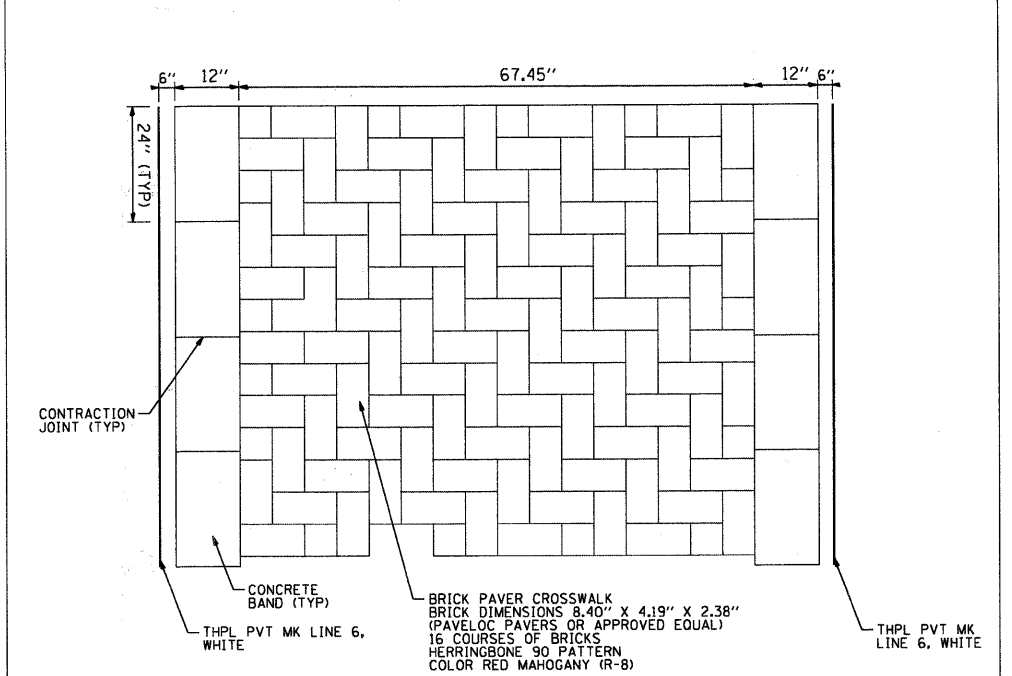 6" 12" 67.45" 12" 6"
24" (TYP)
CONTRACTION
JOINT (TYP)
CONCRETE
BAND (TYP)
THPL PVT MK LINE 6,
WHITE
BRICK PAVER CROSSWALK
BRICK DIMENSIONS 8.40" X 4.19" X 2.38"
(PAVELOC PAVERS OR APPROVED EQUAL)
16 COURSES OF BRICKS
HERRINGBONE 90 PATTERN
COLOR RED MAHOGANY (R-8)
THPL PVT MK
LINE 6, WHITE